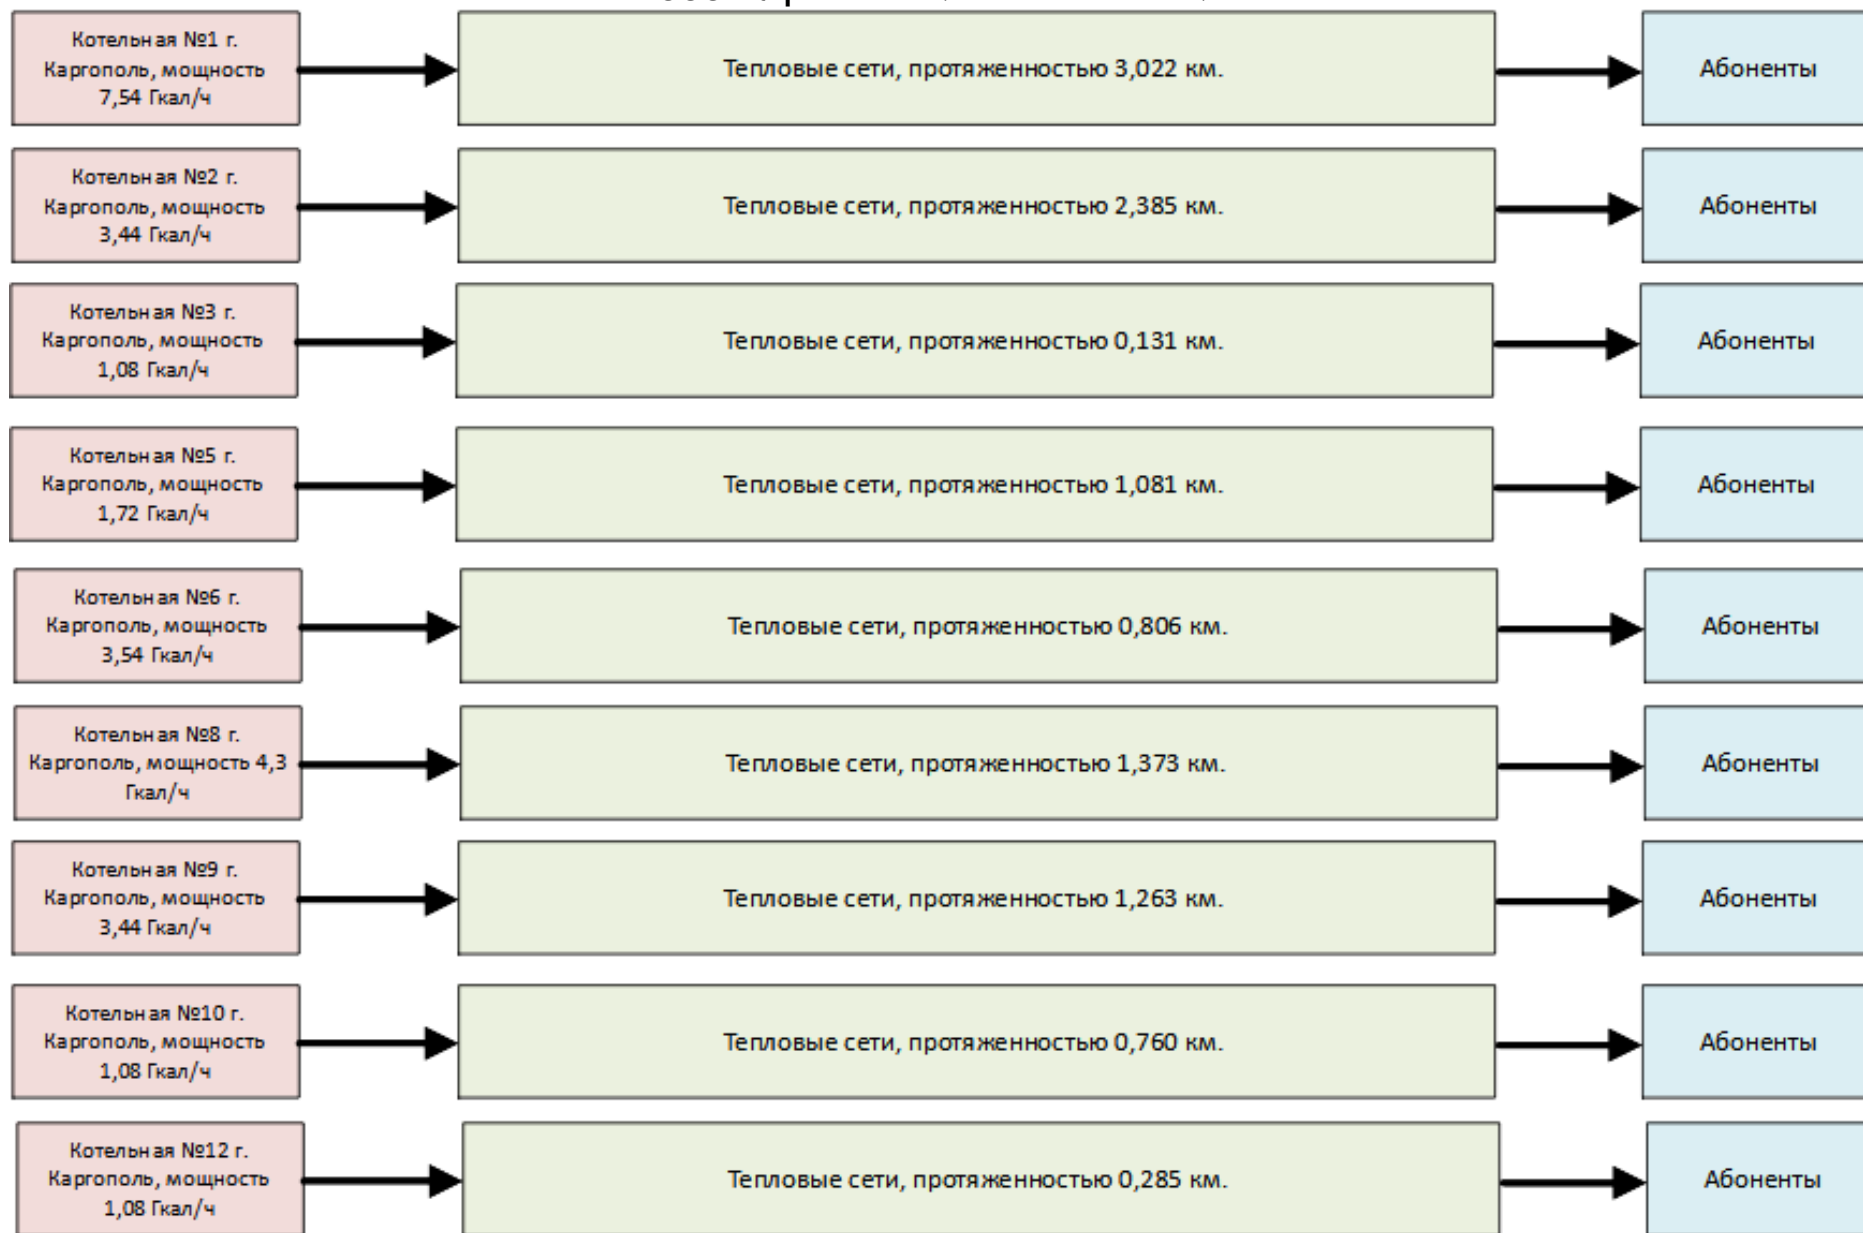 Котельная №1 г.
Каргополь, мощность
7,54 Гкал/ч
Тепловые сети, протяженностью 3,022 км.
Абоненты
Котельная №2 г.
Каргополь, мощность
3,44 Гкал/ч
Тепловые сети, протяженностью 2,385 км.
Абоненты
Котельная №3 г.
Каргополь, мощность
1,08 Гкал/ч
Тепловые сети, протяженностью 0,131 км.
Абоненты
Котельная №5 г.
Каргополь, мощность
1,72 Гкал/ч
Тепловые сети, протяженностью 1,081 км.
Абоненты
Котельная №6 г.
Каргополь, мощность
3,54 Гкал/ч
Тепловые сети, протяженностью 0,806 км.
Абоненты
Котельная №8 г.
Каргополь, мощность 4,3
Гкал/ч
Тепловые сети, протяженностью 1,373 км.
Абоненты
Котельная №9 г.
Каргополь, мощность
3,44 Гкал/ч
Тепловые сети, протяженностью 1,263 км.
Абоненты
Котельная №10 г.
Каргополь, мощность
1,08 Гкал/ч
Тепловые сети, протяженностью 0,760 км.
Абоненты
Котельная №12 г.
Каргополь, мощность
1,08 Гкал/ч
Тепловые сети, протяженностью 0,285 км.
Абоненты